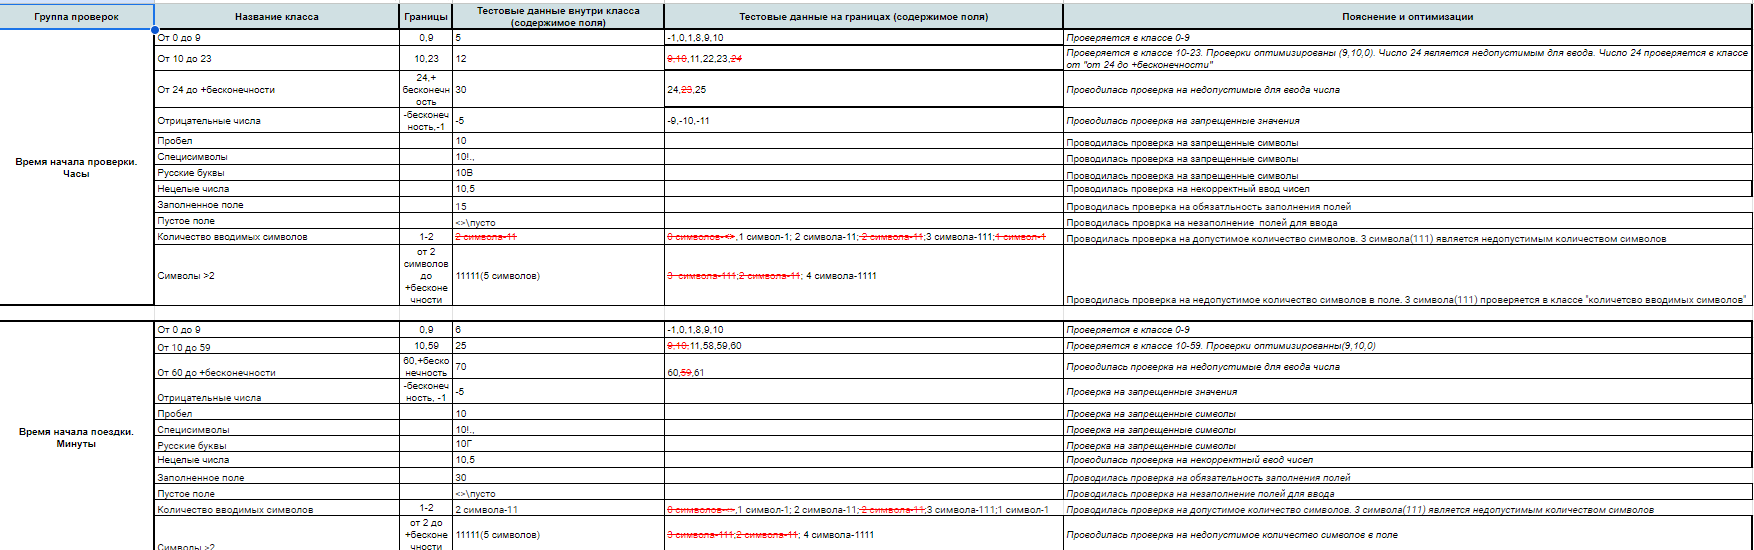 Группа проверок
Название класса
Границы
Тестовые данные внутри класса
(содержимое поля)
Тестовые данные на границах (содержимое поля)
Пояснение и оптимизации
Время начала проверки.
Часы
От 0 до 9
0,9
5
-1,0,1,8,9,10
Проверяется в классе 0-9
От 10 до 23
10,23
12
9,10,11,22,23,24
Проверяется в классе 10-23. Проверки оптимизированы (9,10,0). Число 24 является недопустимым для ввода. Число 24 проверяется в классе
от "от 24 до +бесконечности"
От 24 до +бесконечности
24,+
бесконечн
ость
30
24,23,25
Проводилась проверка на недопустимые для ввода числа
Отрицательные числа
-бесконеч
ность,-1
-5
-9,-10,-11
Проводилась проверка на запрещенные значения
Пробел
10
Проводилась проверка на запрещенные символы
Специсимволы
10!.,
Проводилась проверка на запрещенные символы
Русские буквы
10В
Проводилась проверка на запрещенные символы
Нецелые числа
10,5
Проводилась проверка на некорректный ввод чисел
Заполненное поле
15
Проводилась проверка на обязатльность заполнения полей
Пустое поле
<>\пусто
Проводилась проврка на незаполнение полей для ввода
Количество вводимых символов
1-2
2 символа-11
0 символов-<>,1 символ-1; 2 символа-11; 2 символа-11;3 символа-111;1 символ-1
Проводилась проверка на допустимое количество символов. 3 символа(111) является недопустимым количеством символов
Символы >2
от 2
символов
до
+бесконе
чности
11111(5 символов)
3 символа-111;2 символа-11; 4 символа-1111
Проводилась проверка на недопустимое количество символов в поле. 3 символа(111) проверяется в классе "количетсво вводимых символов"
Время начала поездки.
Минуты
От 0 до 9
0,9
6
-1,0,1,8,9,10
Проверяется в классе 0-9
От 10 до 59
10,59
25
9,10,11,58,59,60
Проверяется в классе 10-59. Проверки оптимизированны(9,10,0)
От 60 до +бесконечности
60,+беско
нечность
70
60,59,61
Проводилась проверка на недопустимые для ввода числа
Отрицательные числа
-бесконеч
ность, -1
-5
Проверка на запрещенные значения
Пробел
10
Проверка на запрещенные символы
Специсимволы
10!.,
Проверка на запрещенные символы
Русские буквы
10Г
Проверка на запрещенные символы
Нецелые числа
10,5
Проводилась проверка на некорректный ввод чисел
Заполненное поле
30
Проводилась проверка на обязательность заполнения полей
Пустое поле
<>\пусто
Проводилась проверка на незаполнение полей для ввода
Количество вводимых символов
1-2
2 символа-11
0 символов-<>,1 символ-1; 2 символа-11; 2 символа-11;3 символа-111;1 символ-1
Проводилась проверка на допустимое количество символов. 3 символа(111) является недопустимым количеством символов
Символы >2
от 2 до
+бесконе
чности
11111(5 символов)
3 символа-111,2 символа-11; 4 символа-1111
Проводилась проверка на недопустимое количество символов в поле